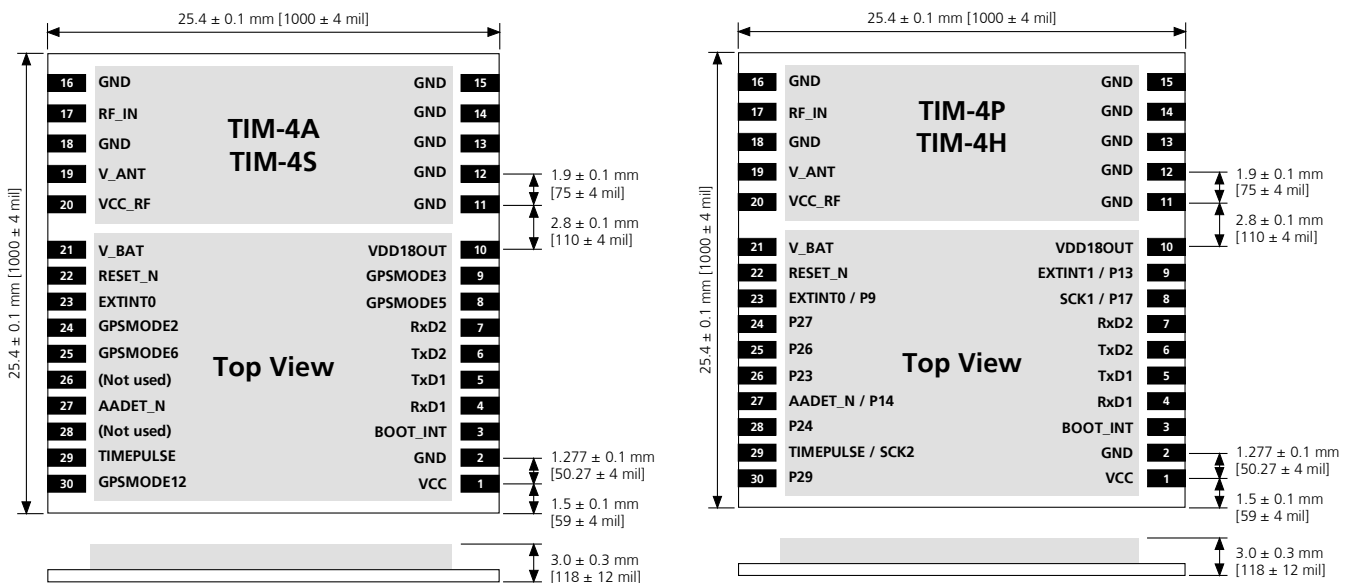 25.4 ± 0.1 mm [1000 ± 4 mil]
25.4 ± 0.1 mm [1000 ± 4 mil]
16 GND GND 15
17 RF_IN GND 14
18 GND GND 13
19 V_ANT GND 12
20 VCC_RF GND 11
TIM-4A
TIM-4S
21 V_BAT VDD18OUT 10
22 RESET_N GPSMODE3 9
23 EXTINT0 GPSMODE5 8
24 GPSMODE2 RxD2 7
25 GPSMODE6 TxD2 6
26 (Not used) TxD1 5
27 AADET_N RxD1 4
28 (Not used) BOOT_INT 3
29 TIMEPULSE GND 2
30 GPSMODE12 VCC 1
Top View
1.9 ± 0.1 mm
[75 ± 4 mil]
2.8 ± 0.1 mm
[110 ± 4 mil]
1.277 ± 0.1 mm
[50.27 ± 4 mil]
1.5 ± 0.1 mm
[59 ± 4 mil]
3.0 ± 0.3 mm
[118 ± 12 mil]
25.4 ± 0.1 mm [1000 ± 4 mil]
25.4 ± 0.1 mm [1000 ± 4 mil]
16 GND GND 15
17 RF_IN GND 14
18 GND GND 13
19 V_ANT GND 12
20 VCC_RF GND 11
TIM-4P
TIM-4H
21 V_BAT VDD18OUT 10
22 RESET_N EXTINT1 / P13 9
23 EXTINT0 / P9 SCK1 / P17 8
24 P27 RxD2 7
25 P26 TxD2 6
26 P23 TxD1 5
27 AADET_N / P14 RxD1 4
28 P24 BOOT_INT 3
29 TIMEPULSE / SCK2 GND 2
30 P29 VCC 1
Top View
1.9 ± 0.1 mm
[75 ± 4 mil]
2.8 ± 0.1 mm
[110 ± 4 mil]
1.277 ± 0.1 mm
[50.27 ± 4 mil]
1.5 ± 0.1 mm
[59 ± 4 mil]
3.0 ± 0.3 mm
[118 ± 12 mil]